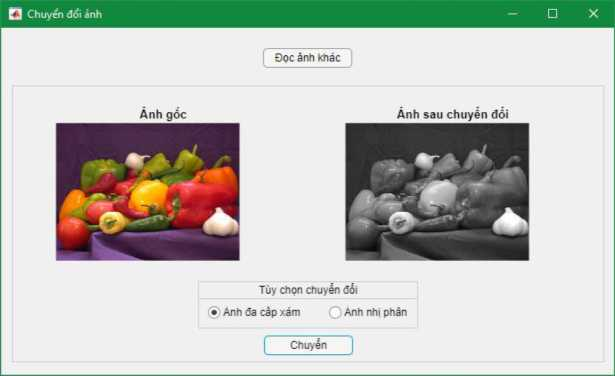 Chuyển đổi ảnh
Đọc ảnh khác
Ảnh gốc
Ảnh sau chuyển đổi
Tùy chọn chuyển đổi
Ảnh đa cấp xám
Ảnh nhị phân
Chuyển